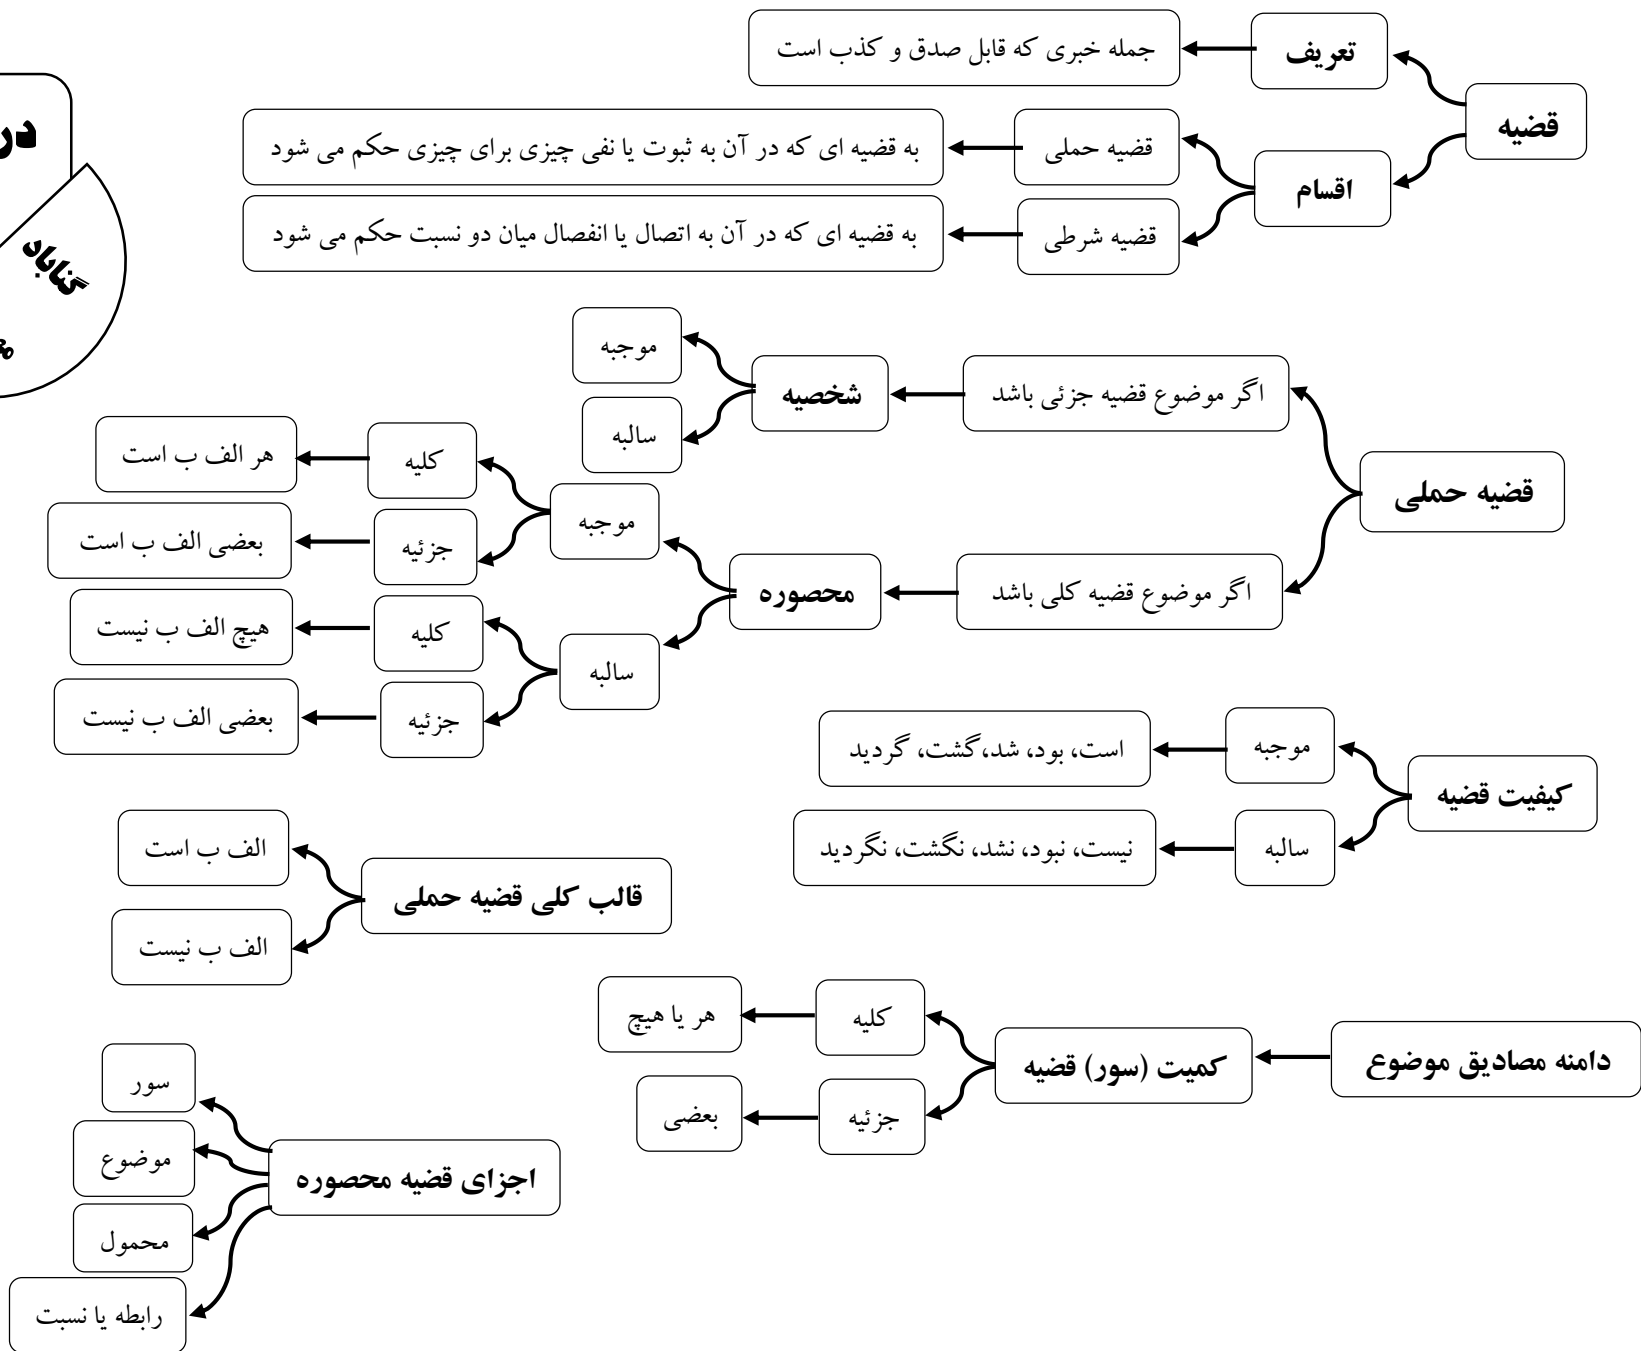 قضیه
تعریف
جمله خبری که قابل صدق و کذب است
اقسام
قضیه حملی
به قضیه ای که در آن به ثبوت یا نفی چیزی برای چیزی حکم می شود
قضیه شرطی
به قضیه ای که در آن به اتصال یا انفصال میان دو نسبت حکم می شود
گناباد
قضیه حملی
اگر موضوع قضیه جزئی باشد
شخصیه
موجبه
سالبه
اگر موضوع قضیه کلی باشد
محصوره
موجبه
کلیه
هر الف ب است
جزئیه
بعضی الف ب است
سالبه
کلیه
هیچ الف ب نیست
جزئیه
بعضی الف ب نیست
کیفیت قضیه
موجبه
است، بود، شد،گشت، گردید
سالبه
نیست، نبود، نشد، نگشت، نگردید
قالب کلی قضیه حملی
الف ب است
الف ب نیست
دامنه مصادیق موضوع
کمیت (سور) قضیه
کلیه
هر یا هیچ
جزئیه
بعضی
اجزای قضیه محصوره
سور
موضوع
محمول
رابطه یا نسبت